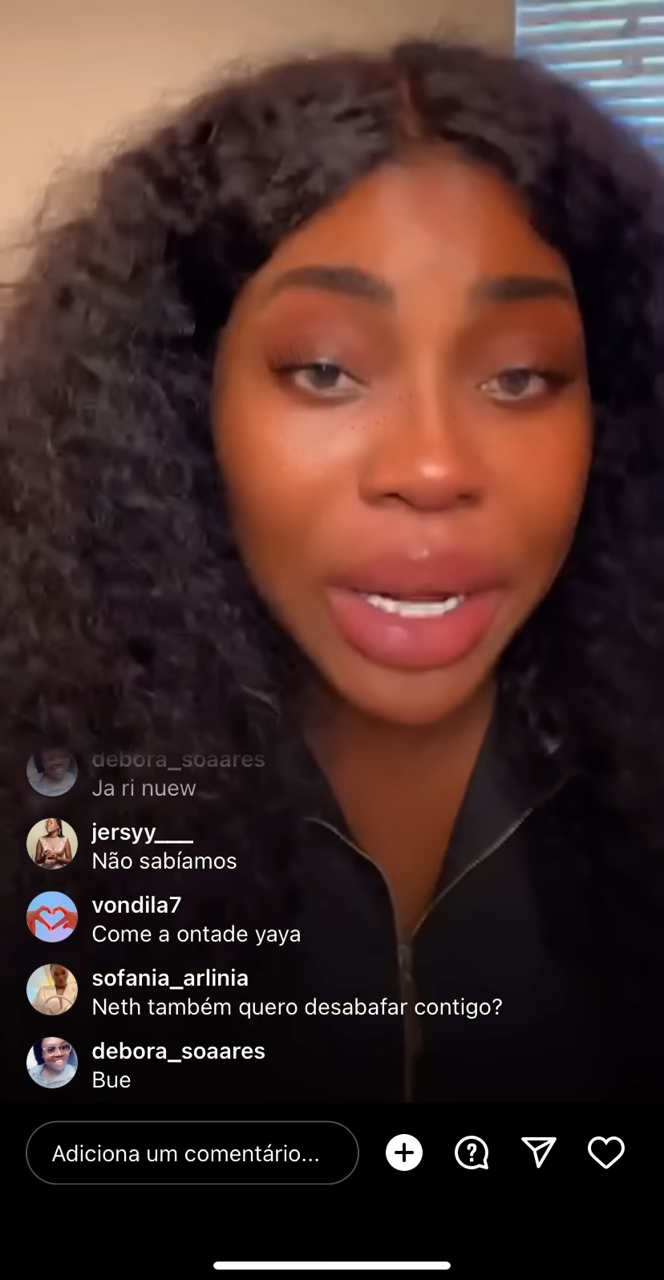 debora_soaares
Ja ri nuew
jersyy___
Não sabíamos
vondila7
Come a ontade yaya
sofania_arlinia
Neth também quero desabafar contigo?
debora_soaares
Bue
Adiciona um comentário...